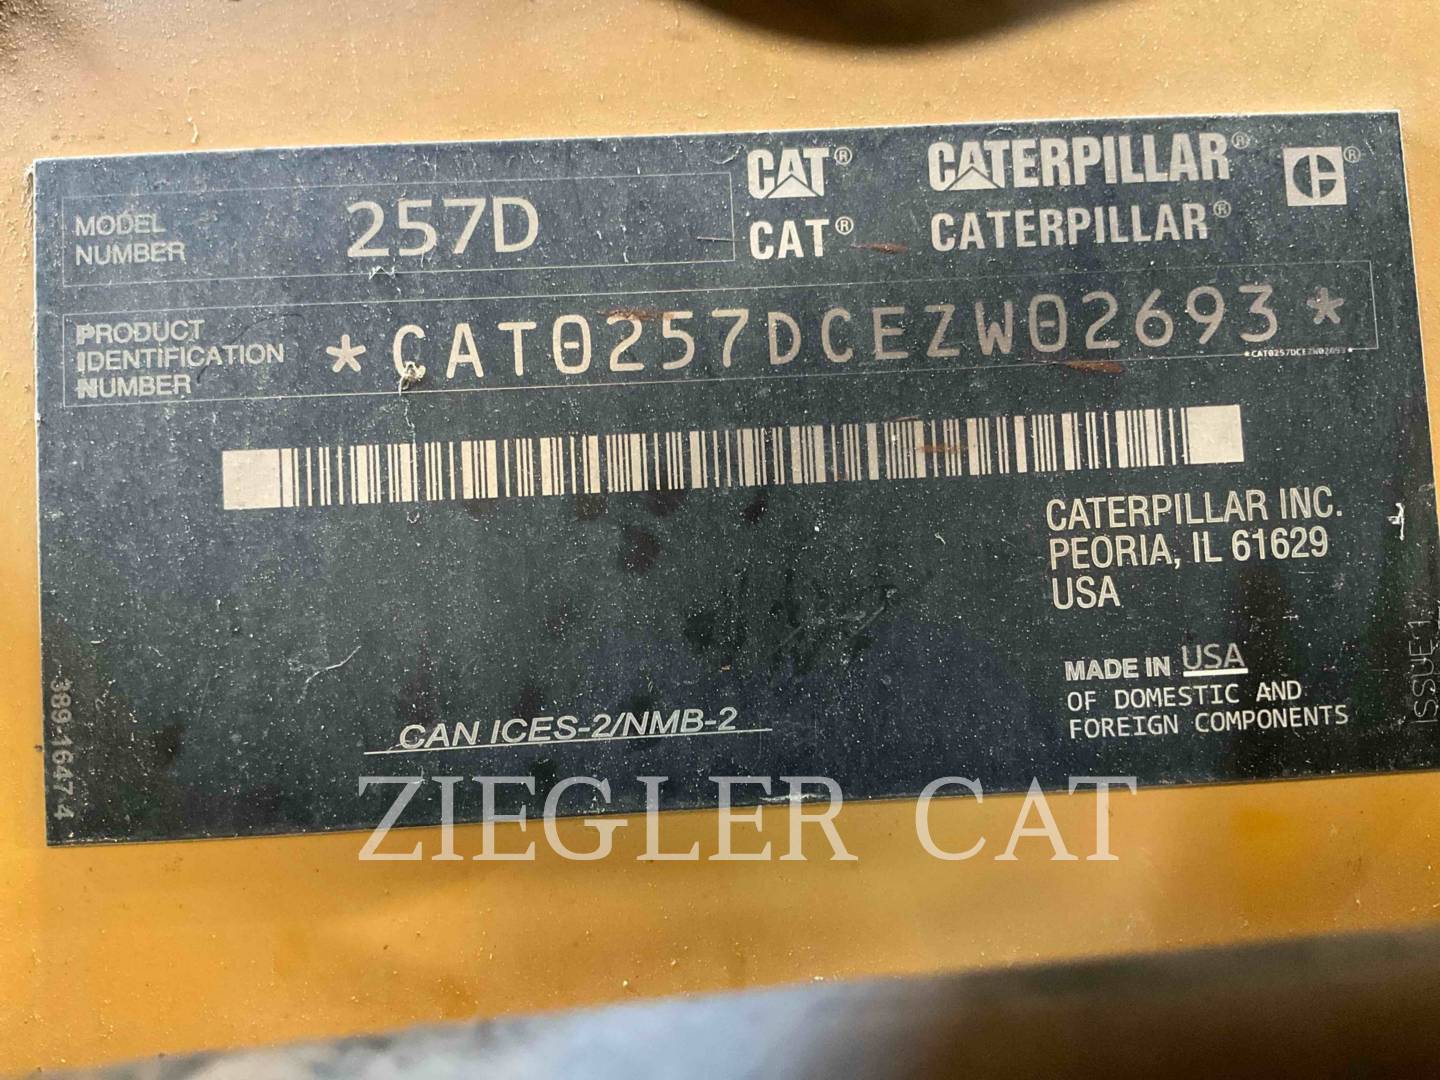 CAT® CATERPILLAR® C®
MODEL NUMBER 257D
CAT® CATERPILLAR®
PRODUCT IDENTIFICATION NUMBER *CAT0257DCEZW02693*
*CAT0257DCEZW02693*
CATERPILLAR INC.
PEORIA, IL 61629
USA
MADE IN USA
OF DOMESTIC AND
FOREIGN COMPONENTS
CAN ICES-2/NMB-2
389-1647 4
ISSUE 1
ZIEGLER CAT